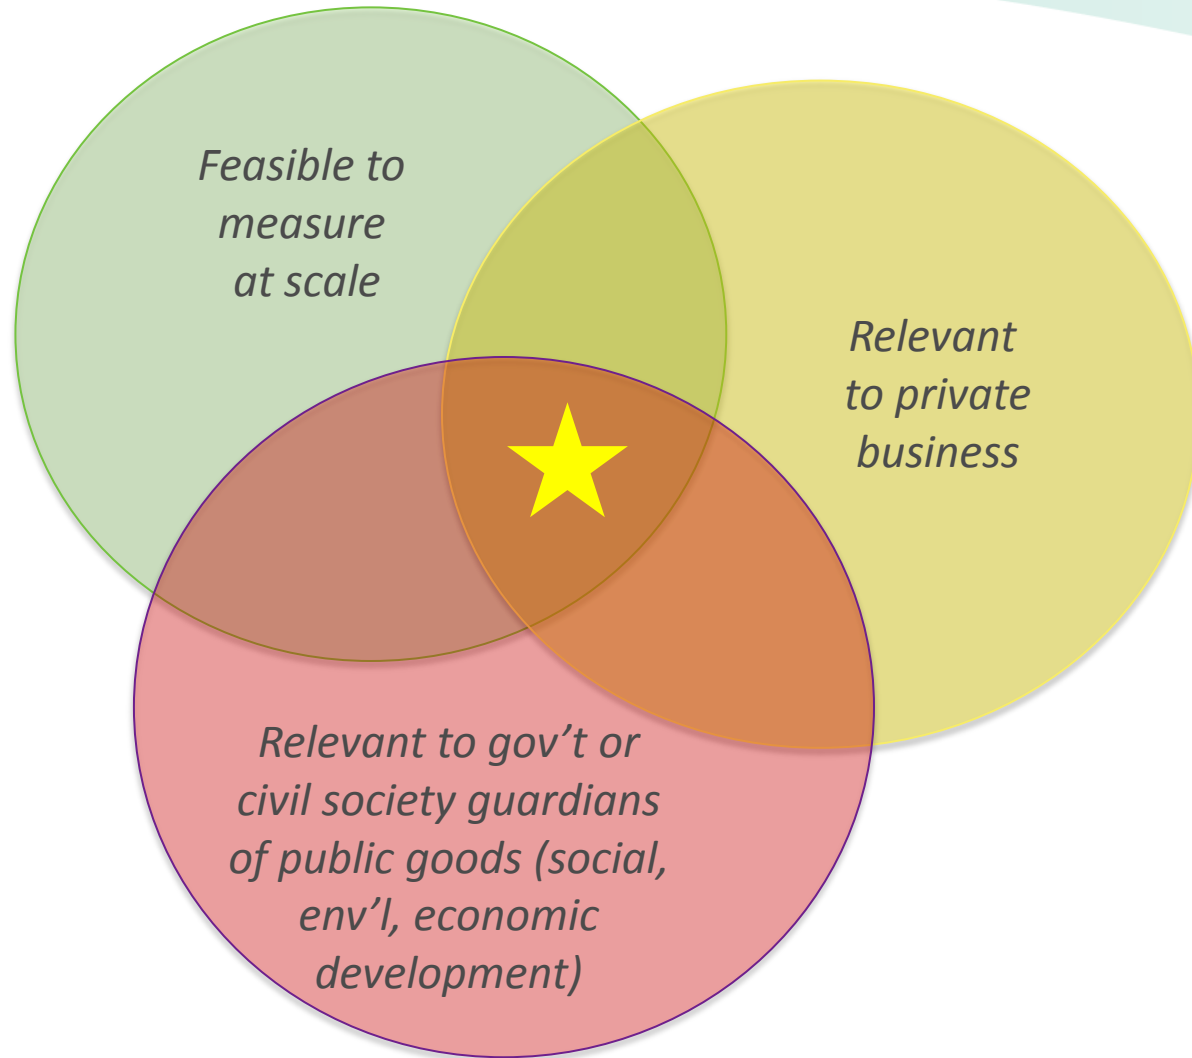 Feasible to
measure
at scale
Relevant
to private
business
Relevant to gov’t or
civil society guardians
of public goods (social,
env’l, economic
development)